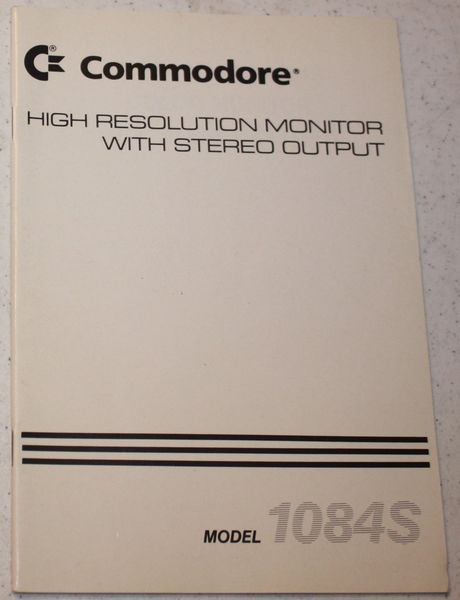 Commodore®
HIGH RESOLUTION MONITOR
WITH STEREO OUTPUT
MODEL 1084S